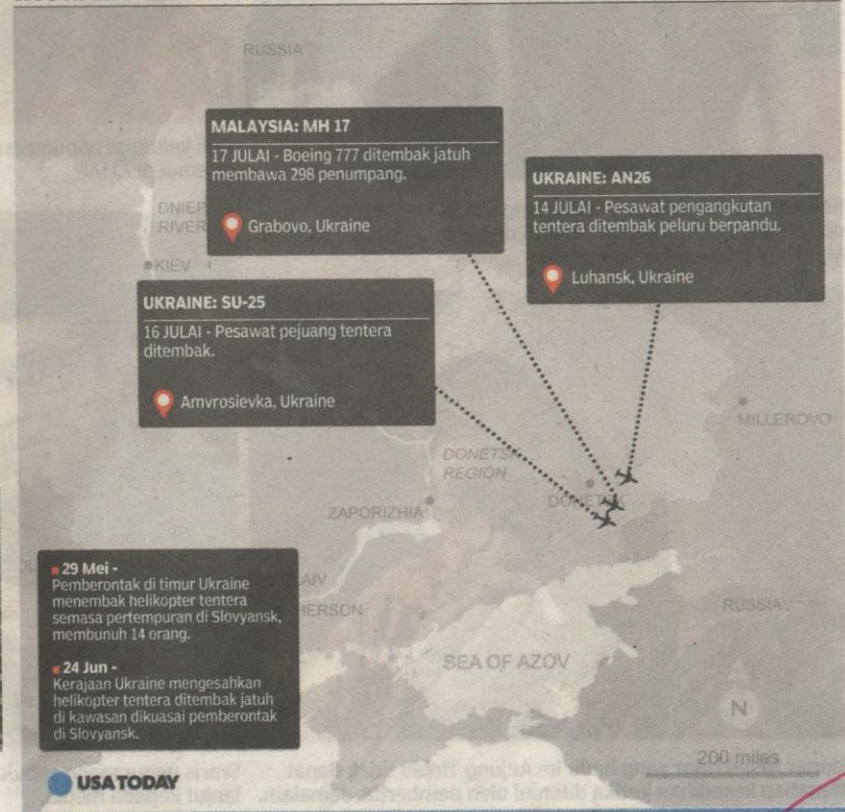 RUSSIA
MALAYSIA: MH 17
17 JULAI - Boeing 777 ditembak jatuh
membawa 298 penumpang.
Grabovo, Ukraine
UKRAINE: AN26
14 JULAI - Pesawat pengangkutan
tentera ditembak peluru berpandu.
Luhansk, Ukraine
RIVER
KIEV
UKRAINE: SU-25
16 JULAI - Pesawat pejuang tentera
ditembak.
Amvrosievka, Ukraine
MILLEROVO
DONETSK
REGION
DONETSK
ZAPORIZHIA
29 Mei -
Pemberontak di timur Ukraine
menembak helikopter tentera
semasa pertempuran di Slovyansk,
membunuh 14 orang.
24 Jun -
Kerajaan Ukraine mengesahkan
helikopter tentera ditembak jatuh
di kawasan dikuasai pemberontak
di Slovyansk.
RUSSIA
SEA OF AZOV
N
200 miles
USA TODAY